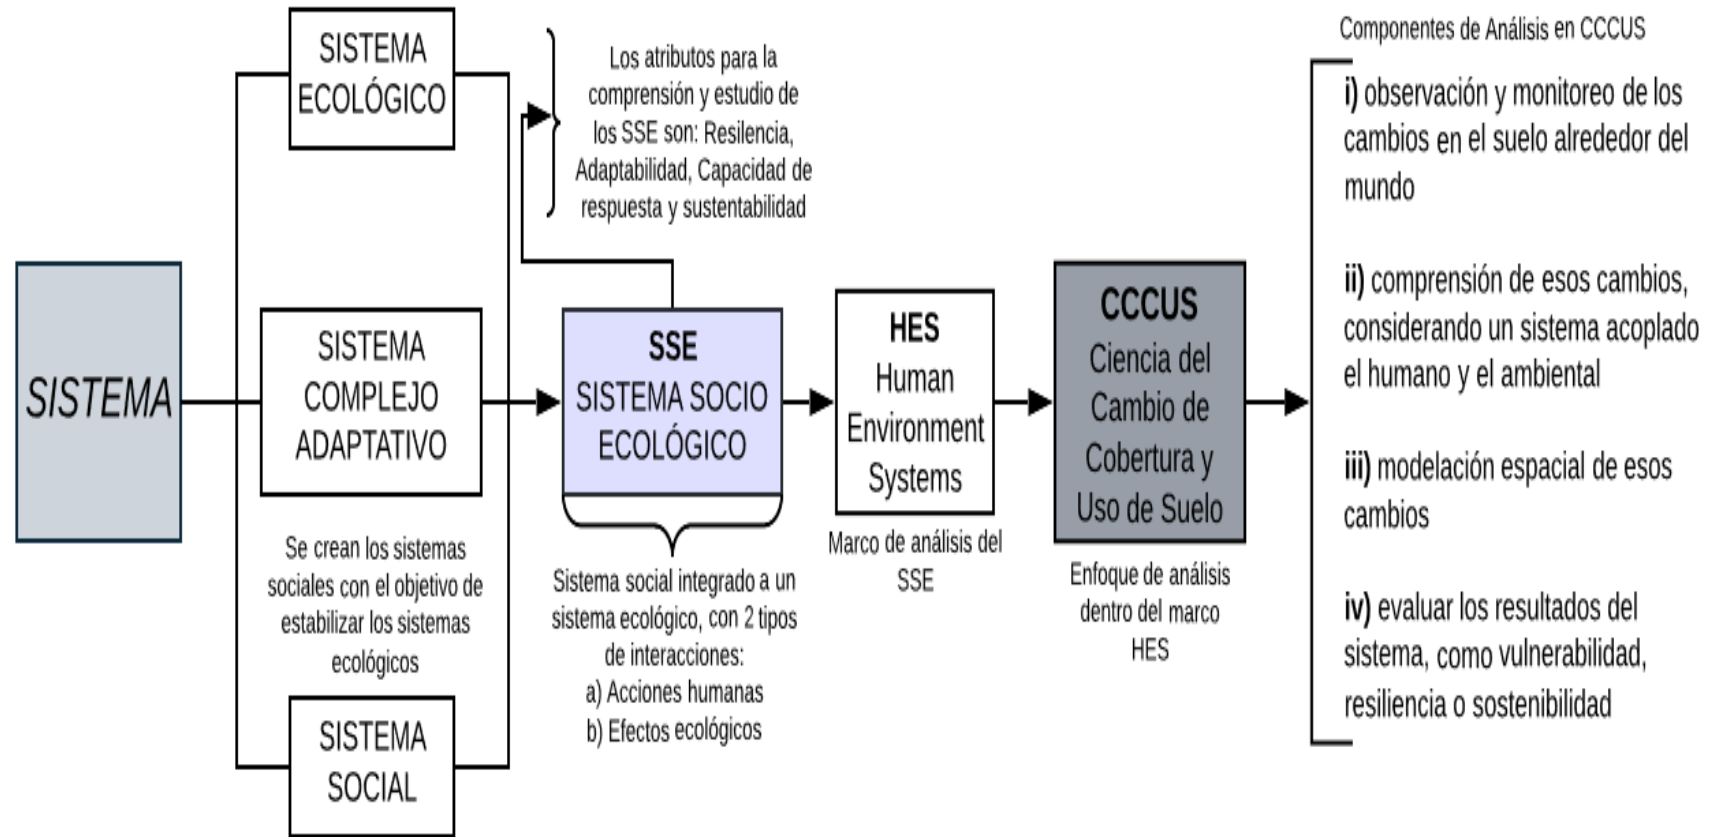 SISTEMA
SISTEMA
ECOLÓGICO
SISTEMA
COMPLEJO
ADAPTATIVO
Se crean los sistemas
sociales con el objetivo de
estabilizar los sistemas
ecológicos
SISTEMA
SOCIAL
Los atributos para la
comprensión y estudio de
los SSE son: Resilencia,
Adaptabilidad, Capacidad de
respuesta y sustentabilidad
SSE
SISTEMA SOCIO
ECOLÓGICO
Sistema social integrado a un
sistema ecológico, con 2 tipos
de interacciones:
a) Acciones humanas
b) Efectos ecológicos
HES
Human
Environment
Systems
Marco de análisis del
SSE
CCCUS
Ciencia del
Cambio de
Cobertura y
Uso de Suelo
Enfoque de análisis
dentro del marco
HES
Componentes de Análisis en CCCUS
i) observación y monitoreo de los
cambios en el suelo alrededor del
mundo
ii) comprensión de esos cambios,
considerando un sistema acoplado
el humano y el ambiental
iii) modelación espacial de esos
cambios
iv) evaluar los resultados del
sistema, como vulnerabilidad,
resiliencia o sostenibilidad